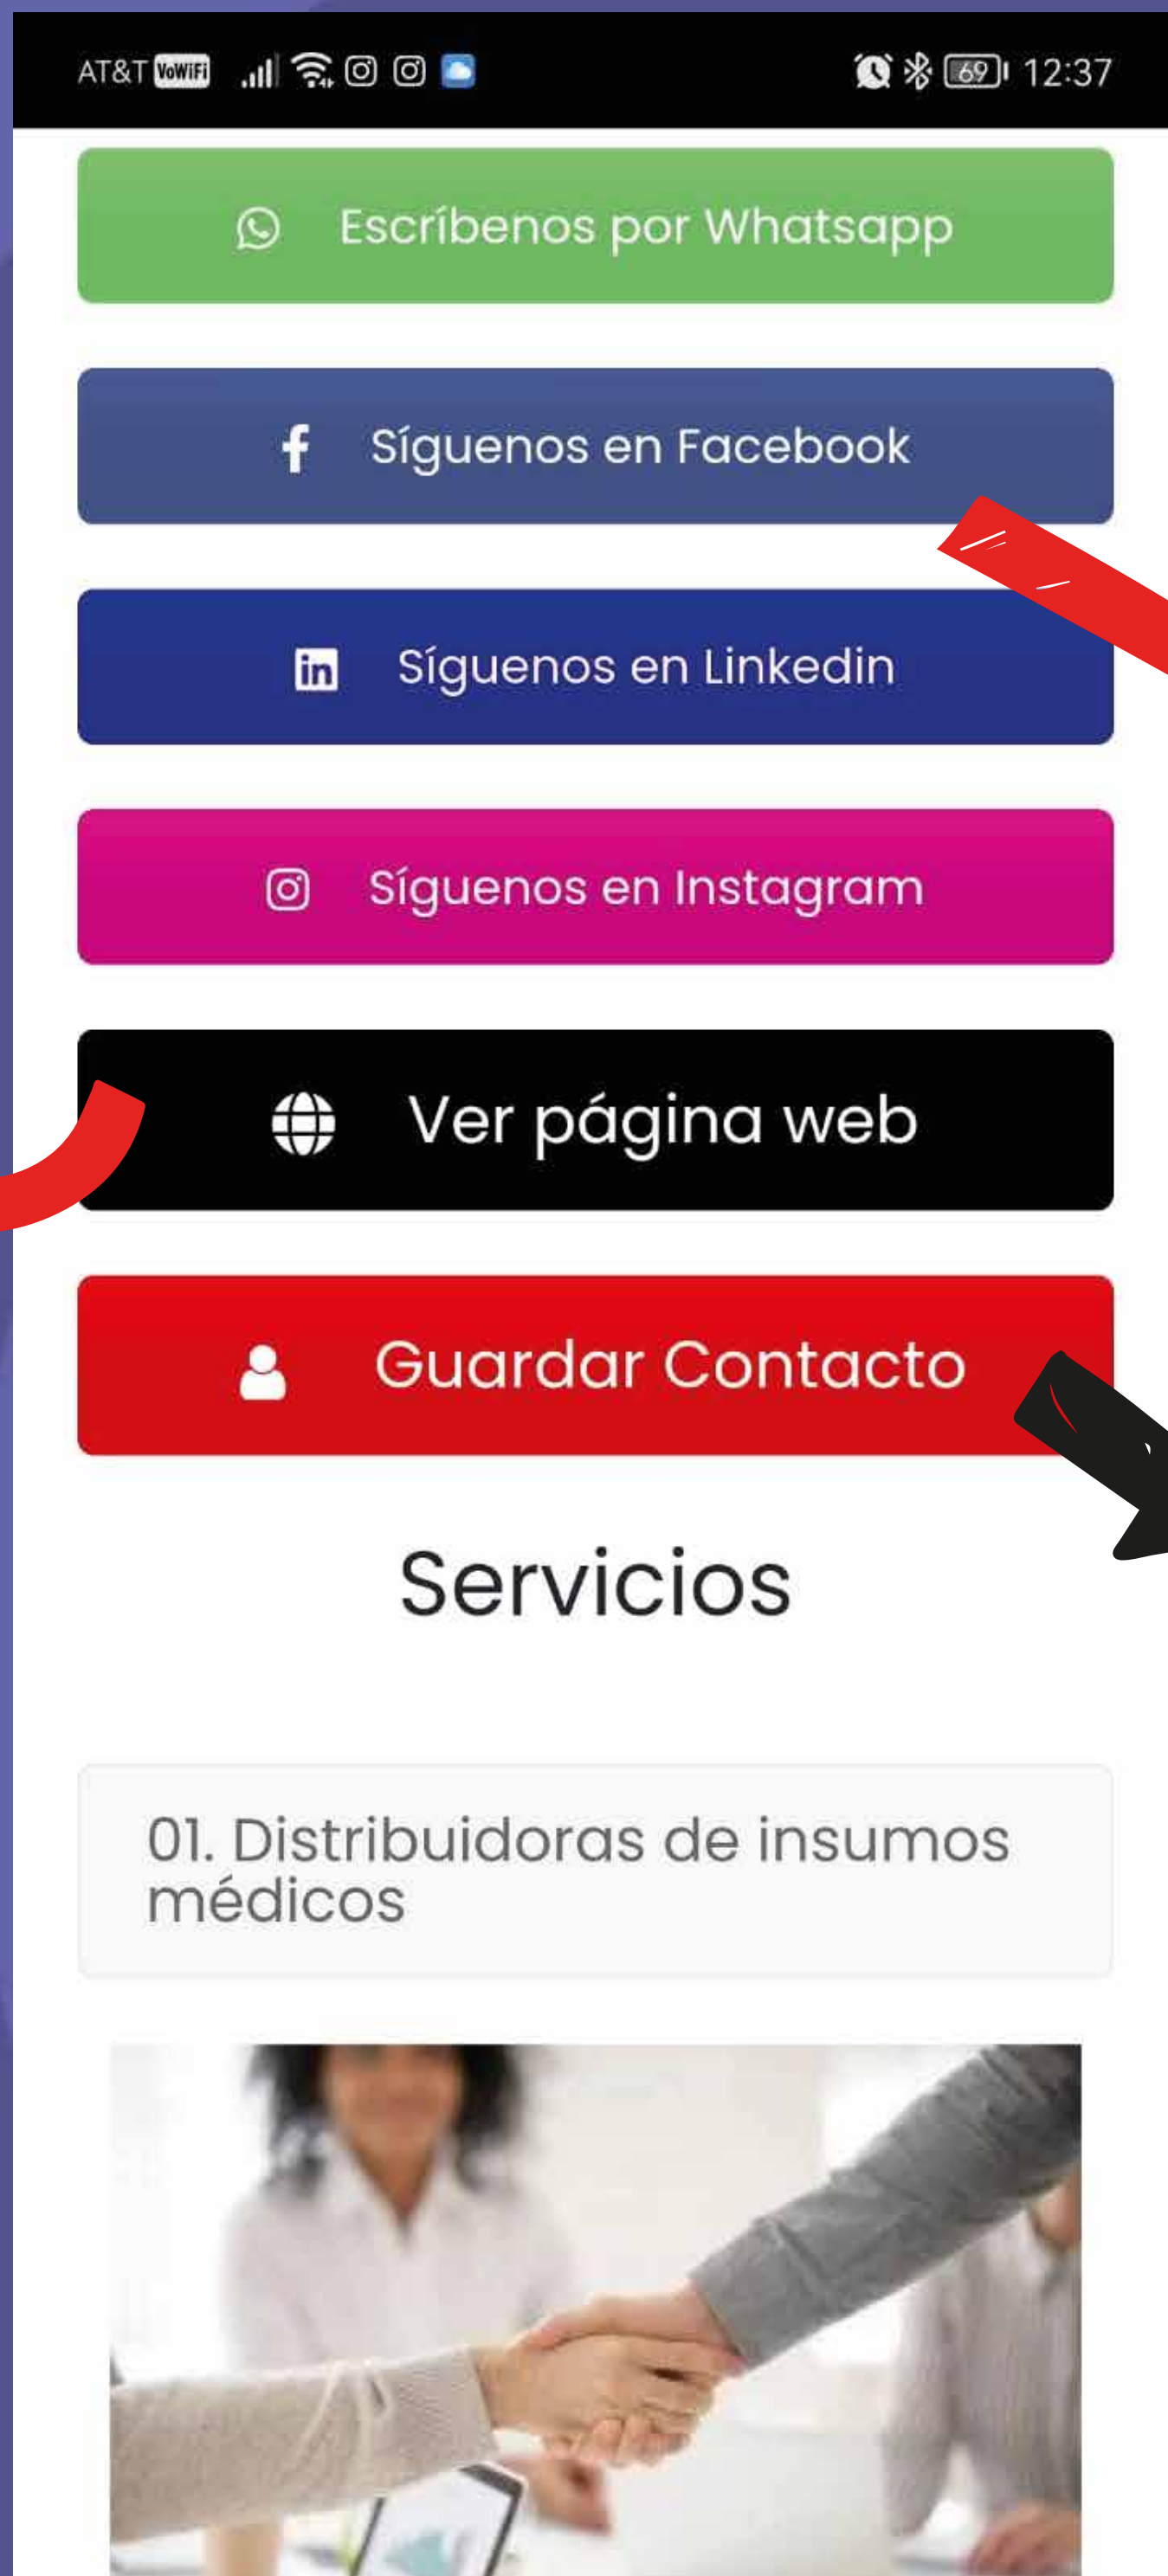 AT&T VoWiFi 69 12:37
Escríbenos por Whatsapp
f Síguenos en Facebook
in Síguenos en Linkedin
Síguenos en Instagram
Ver página web
Guardar Contacto
Servicios
01. Distribuidoras de insumos
médicos